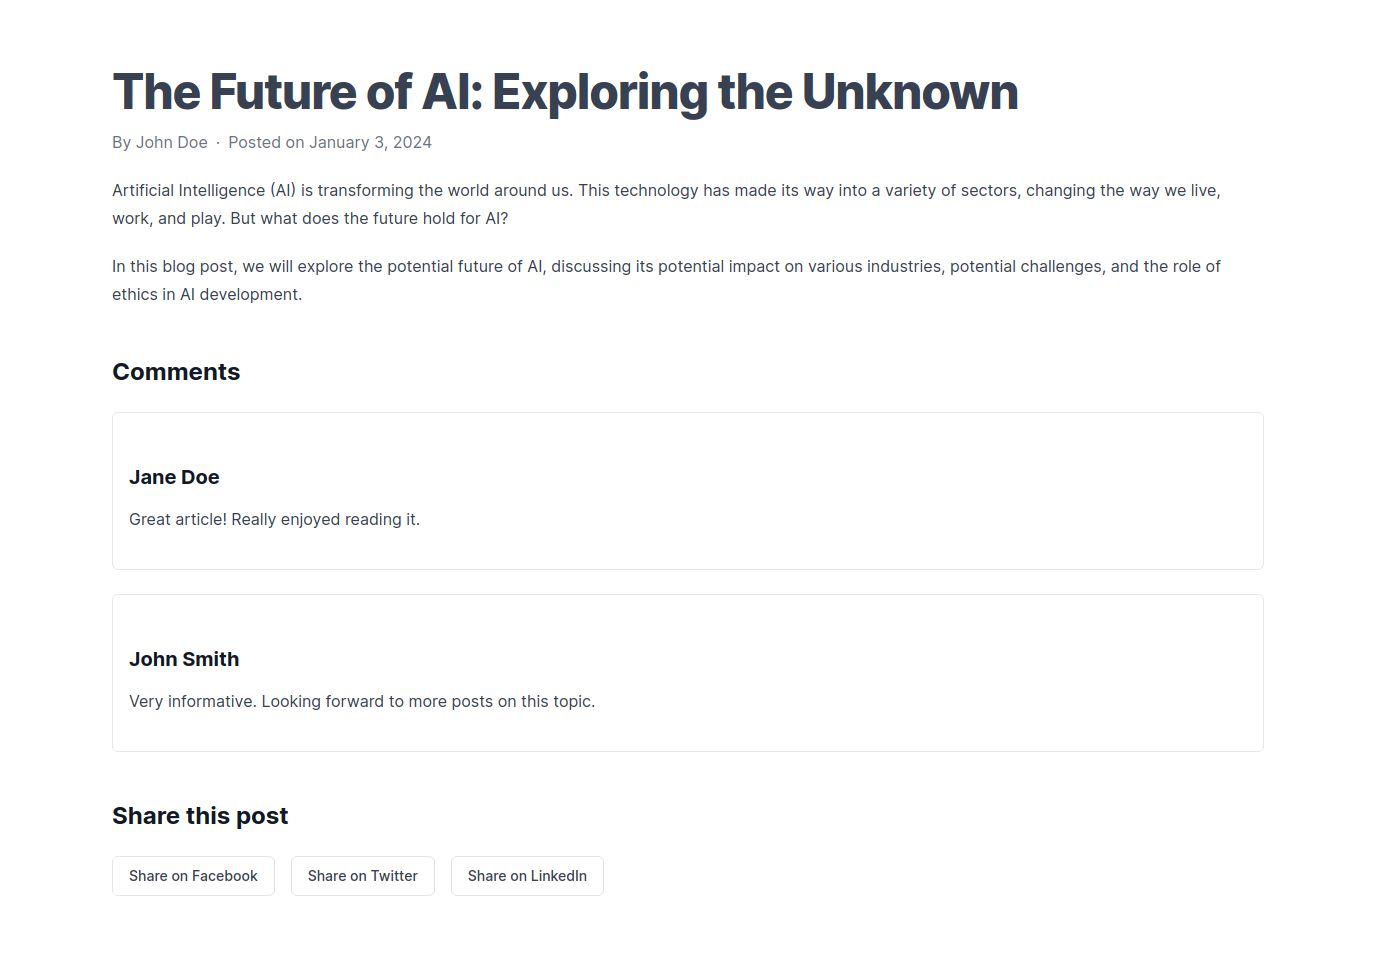 The Future of AI: Exploring the Unknown
By John Doe · Posted on January 3, 2024
Artificial Intelligence (AI) is transforming the world around us. This technology has made its way into a variety of sectors, changing the way we live,
work, and play. But what does the future hold for AI?
In this blog post, we will explore the potential future of AI, discussing its potential impact on various industries, potential challenges, and the role of
ethics in AI development.
Comments
Jane Doe
Great article! Really enjoyed reading it.
John Smith
Very informative. Looking forward to more posts on this topic.
Share this post
Share on Facebook
Share on Twitter
Share on LinkedIn